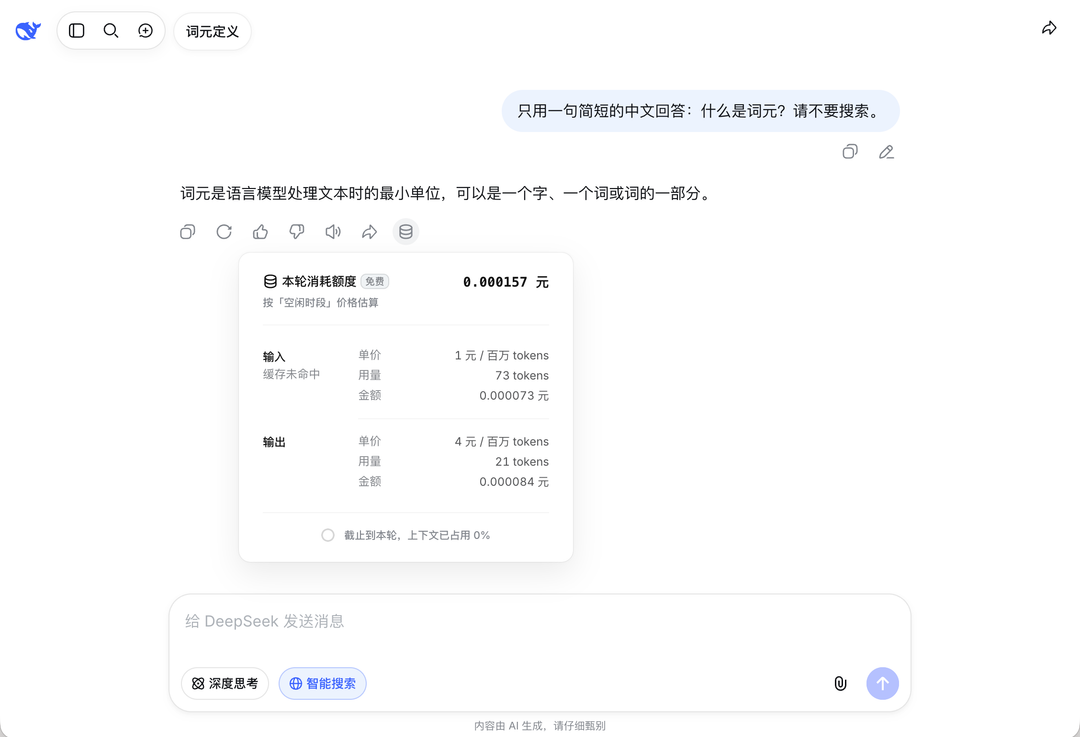 词元定义
只用一句简短的中文回答：什么是词元？请不要搜索。
词元是语言模型处理文本时的最小单位，可以是一个字、一个词或词的一部分。
本轮消耗额度 免费 0.000157 元
按「空闲时段」价格估算
输入 单价 1 元 / 百万 tokens
缓存未命中 用量 73 tokens
金额 0.000073 元
输出 单价 4 元 / 百万 tokens
用量 21 tokens
金额 0.000084 元
截止到本轮，上下文已占用 0%
给 DeepSeek 发送消息
深度思考 智能搜索
内容由 AI 生成，请仔细甄别